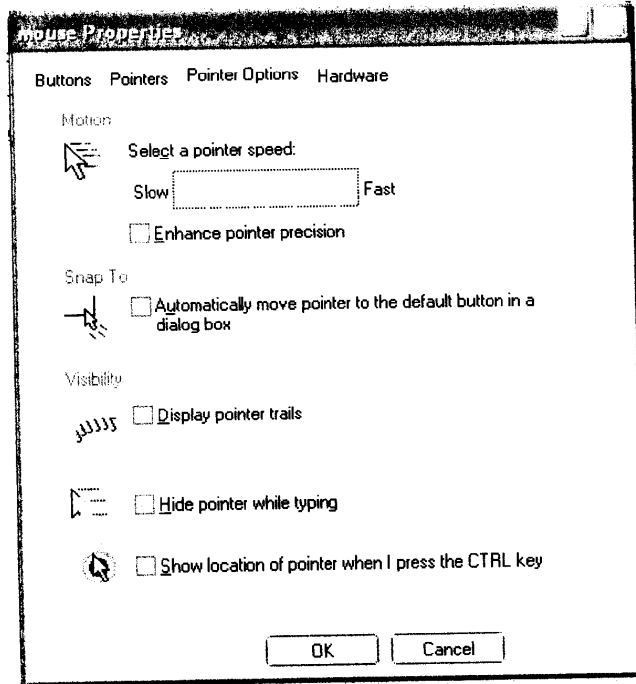 Mouse Properties
Buttons Pointers Pointer Options Hardware
Motion
Select a pointer speed:
Slow Fast
Enhance pointer precision
Snap To
Automatically move pointer to the default button in a
dialog box
Visibility
Display pointer trails
Hide pointer while typing
Show location of pointer when I press the CTRL key
OK Cancel